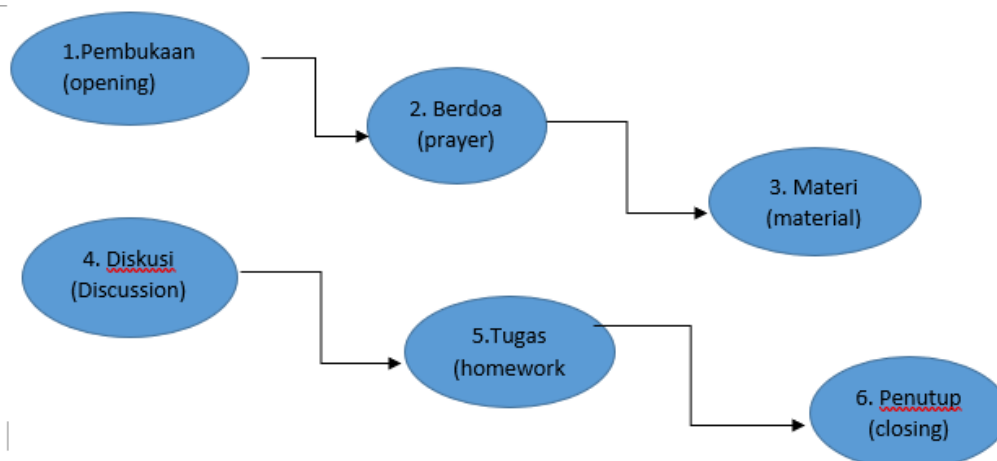 1.Pembukaan
(opening)
2. Berdoa
(prayer)
3. Materi
(material)
4. Diskusi
(Discussion)
5.Tugas
(homework
6. Penutup
(closing)